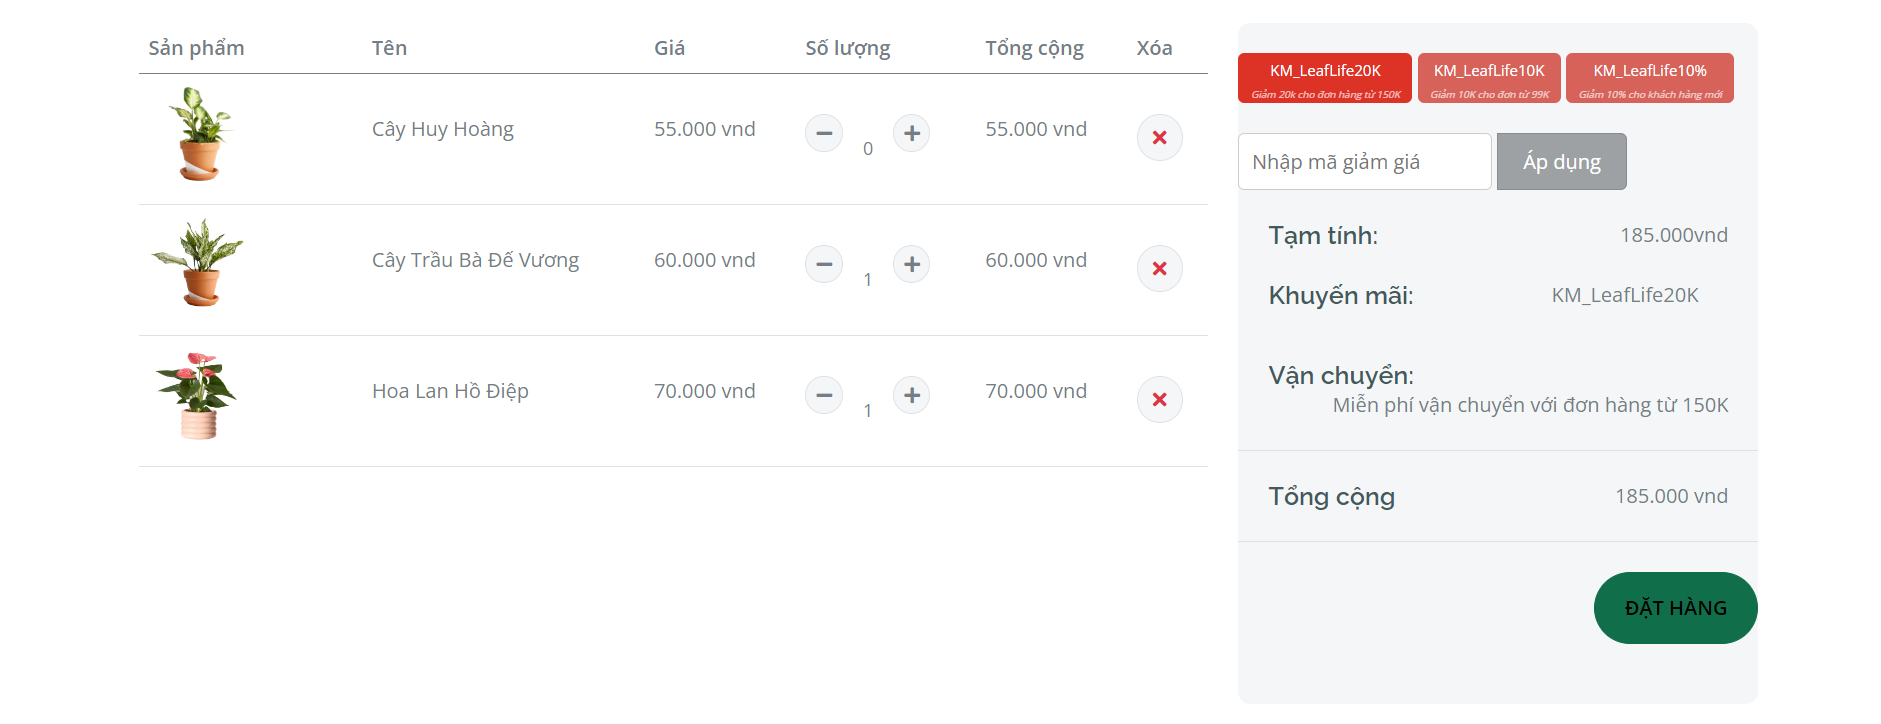 Sản phẩm Tên Giá Số lượng Tổng cộng Xóa
Cây Huy Hoàng 55.000 vnd 0 55.000 vnd
Cây Trầu Bà Đế Vương 60.000 vnd 1 60.000 vnd
Hoa Lan Hồ Điệp 70.000 vnd 1 70.000 vnd
KM_LeafLife20K KM_LeafLife10K KM_LeafLife10%
Giảm 20k cho đơn hàng từ 150K Giảm 10K cho đơn từ 99K Giảm 10% cho khách hàng mới
Nhập mã giảm giá Áp dụng
Tạm tính: 185.000vnd
Khuyến mãi: KM_LeafLife20K
Vận chuyển:
Miễn phí vận chuyển với đơn hàng từ 150K
Tổng cộng 185.000 vnd
ĐẶT HÀNG